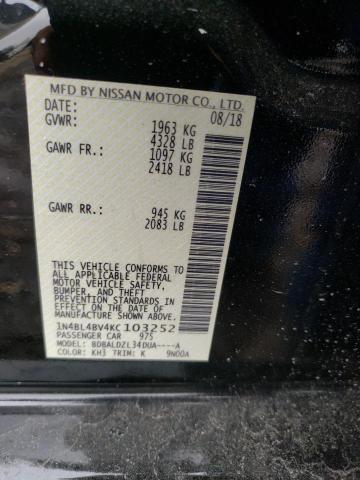 MFD BY NISSAN MOTOR CO., LTD.
DATE: 08/18
GVWR: 1963 KG
4328 LB
GAWR FR.: 1097 KG
2418 LB
GAWR RR.: 945 KG
2083 LB
THIS VEHICLE CONFORMS TO
ALL APPLICABLE FEDERAL
MOTOR VEHICLE SAFETY,
BUMPER, AND THEFT
PREVENTION STANDARDS
IN EFFECT ON THE DATE OF
MANUFACTURE SHOWN ABOVE.
1N4BL4BV4KC103252
PASSENGER CAR 975
MODEL: BDBALDZL34DUA----A
COLOR: KH3 TRIM: K 9N00A